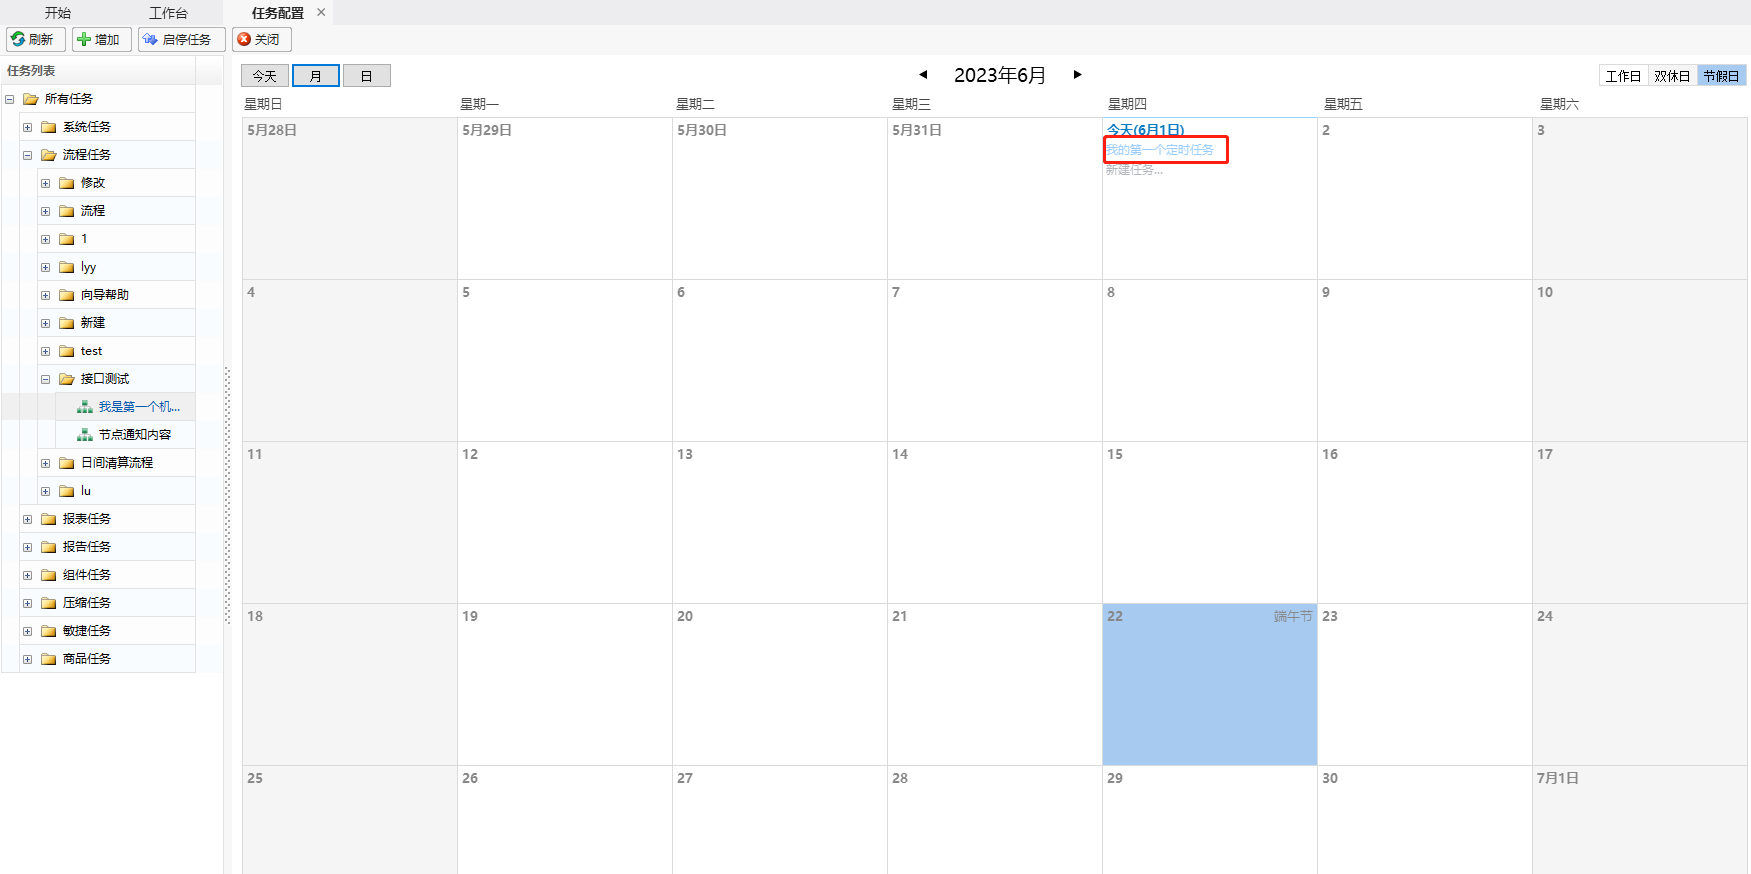 开始 工作台 任务配置
刷新 增加 启停任务 关闭
任务列表
所有任务
系统任务
流程任务
修改
流程
1
lyy
向导帮助
新建
test
接口测试
我是第一个机...
节点通知内容
日间清算流程
lu
报表任务
报告任务
组件任务
压缩任务
敏捷任务
商品任务
今天 月 日
2023年6月
工作日 双休日 节假日
星期日 星期一 星期二 星期三 星期四 星期五 星期六
5月28日 5月29日 5月30日 5月31日 今天(6月1日) 2 3
我的第一个定时任务
新建任务...
4 5 6 7 8 9 10
11 12 13 14 15 16 17
18 19 20 21 22 端午节 23 24
25 26 27 28 29 30 7月1日